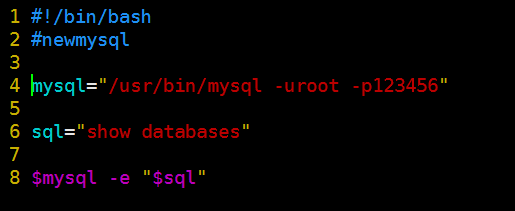 1 #!/bin/bash
2 #newmysql
3
4 mysql="/usr/bin/mysql -uroot -p123456"
5
6 sql="show databases"
7
8 $mysql -e "$sql"